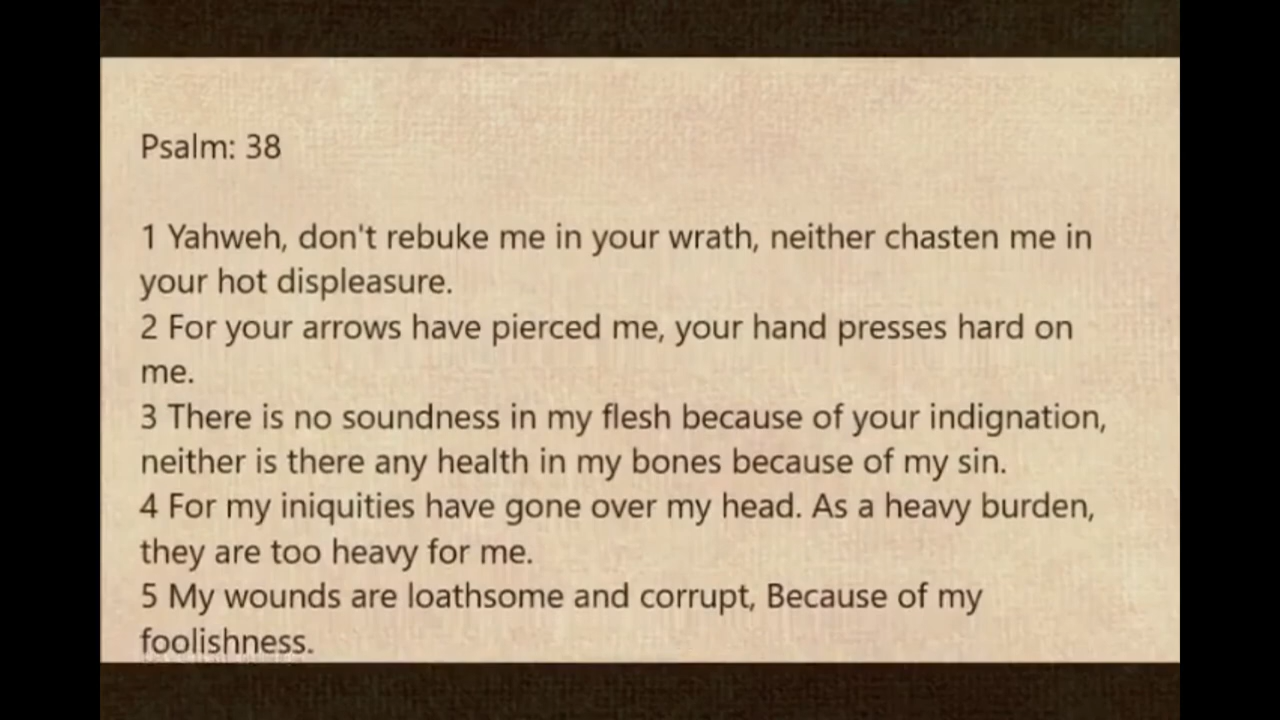 Psalm: 38
1 Yahweh, don't rebuke me in your wrath, neither chasten me in
your hot displeasure.
2 For your arrows have pierced me, your hand presses hard on
me.
3 There is no soundness in my flesh because of your indignation,
neither is there any health in my bones because of my sin.
4 For my iniquities have gone over my head. As a heavy burden,
they are too heavy for me.
5 My wounds are loathsome and corrupt, Because of my
foolishness.